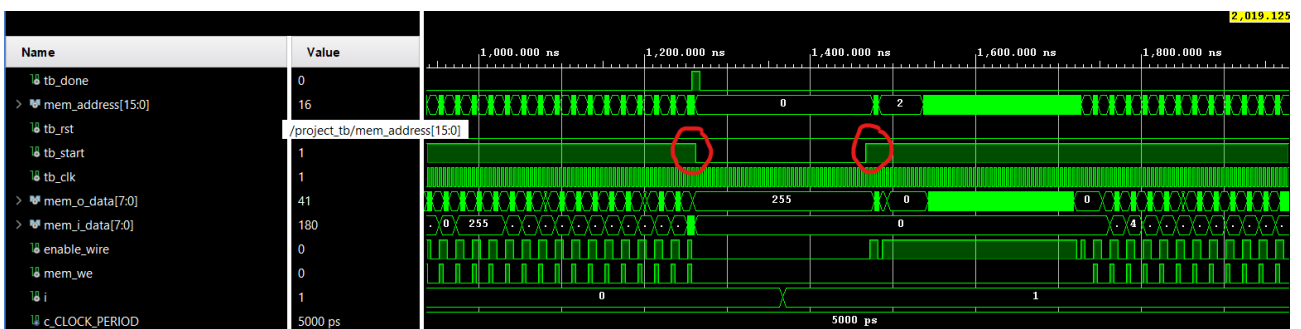 2,019.125
Name Value 1,000.000 ns 1,200.000 ns 1,400.000 ns 1,600.000 ns 1,800.000 ns
tb_done 0
mem_address[15:0] 16 0 2
tb_rst /project_tb/mem_address[15:0]
tb_start 1
tb_clk 1
mem_o_data[7:0] 41 255 0 0
mem_i_data[7:0] 180 0 255 0 4
enable_wire 0
mem_we 0
i 1 0 1
c_CLOCK_PERIOD 5000 ps 5000 ps